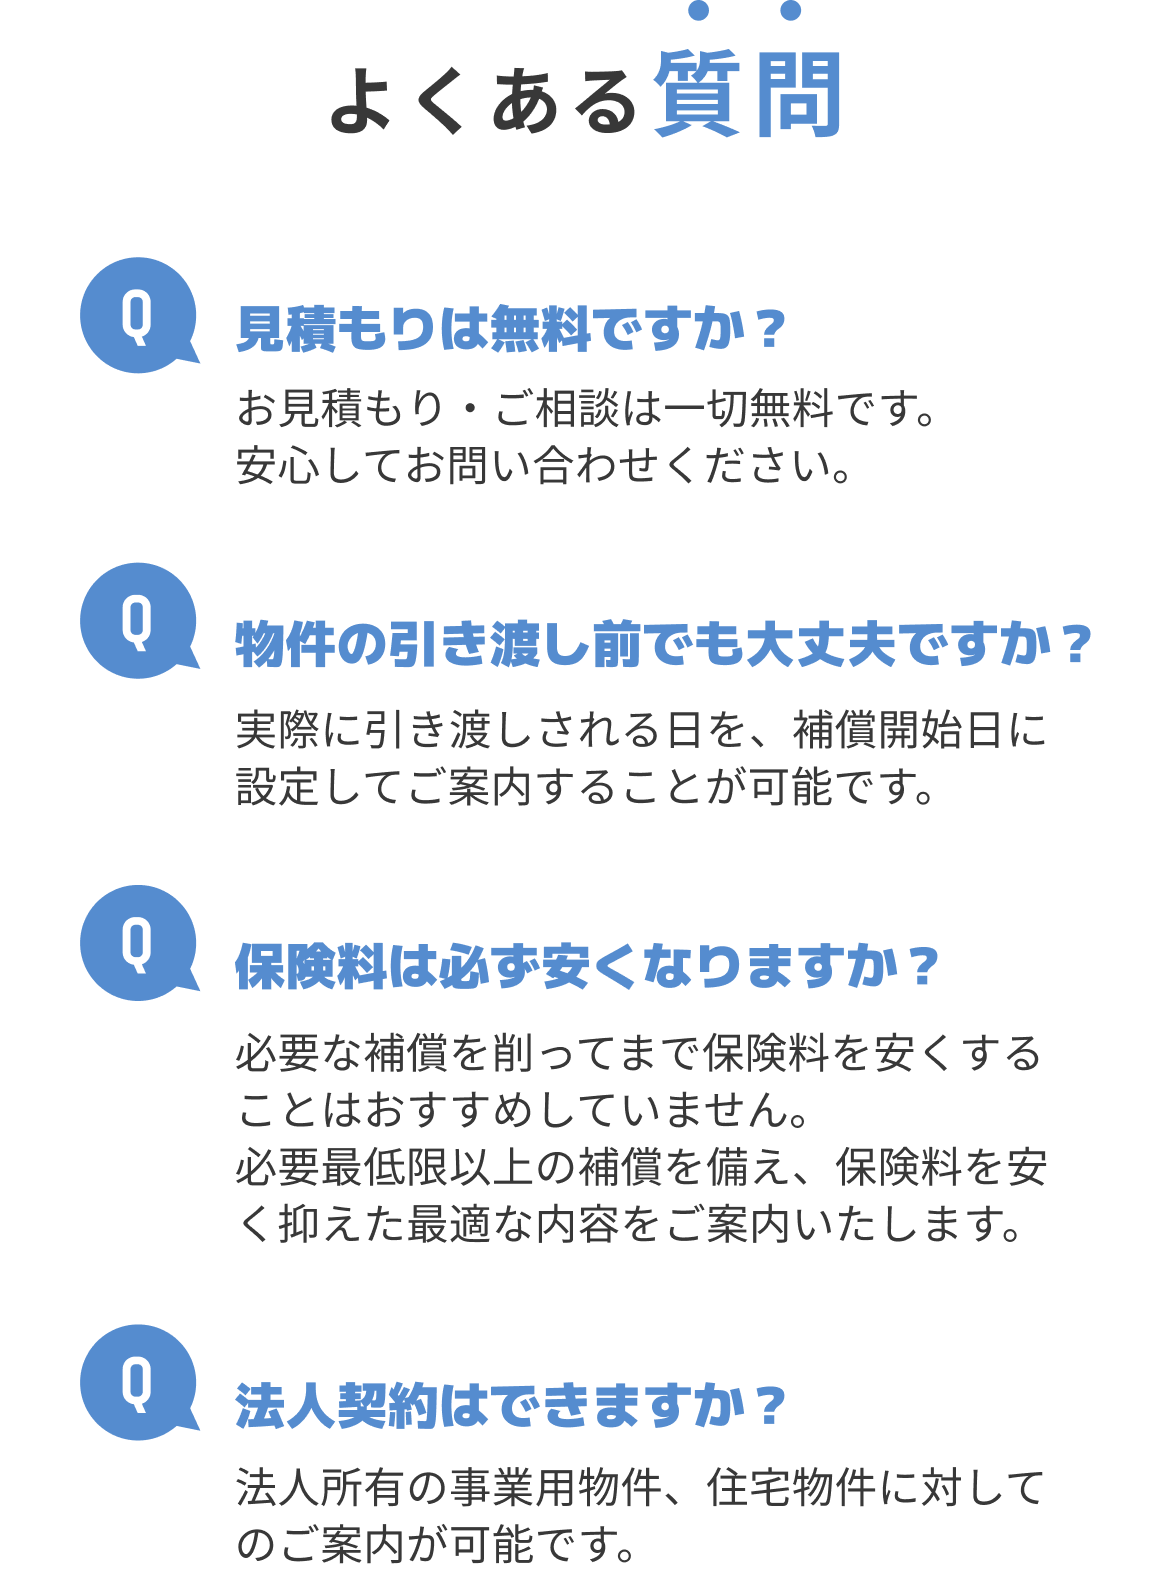 よくある質問
Q
見積もりは無料ですか？
お見積もり・ご相談は一切無料です。
安心してお問い合わせください。
Q
物件の引き渡し前でも大丈夫ですか？
実際に引き渡しされる日を、補償開始日に
設定してご案内することが可能です。
Q
保険料は必ず安くなりますか？
必要な補償を削ってまで保険料を安くする
ことはおすすめしていません。
必要最低限以上の補償を備え、保険料を安
く抑えた最適な内容をご案内いたします。
Q
法人契約はできますか？
法人所有の事業用物件、住宅物件に対して
のご案内が可能です。